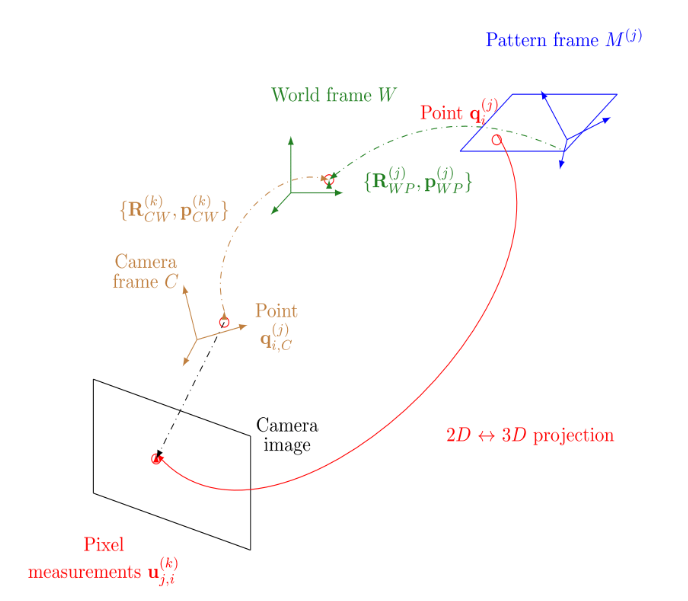 Pattern frame $M^{(j)}$
World frame $W$
Point $\mathbf{q}_i^{(j)}$
$\{\mathbf{R}_{WP}^{(j)}, \mathbf{p}_{WP}^{(j)}\}$
$\{\mathbf{R}_{CW}^{(k)}, \mathbf{p}_{CW}^{(k)}\}$
Camera
frame $C$
Point
$\mathbf{q}_{i,C}^{(j)}$
Camera
image
$2D \leftrightarrow 3D$ projection
Pixel
measurements $\mathbf{u}_{j,i}^{(k)}$